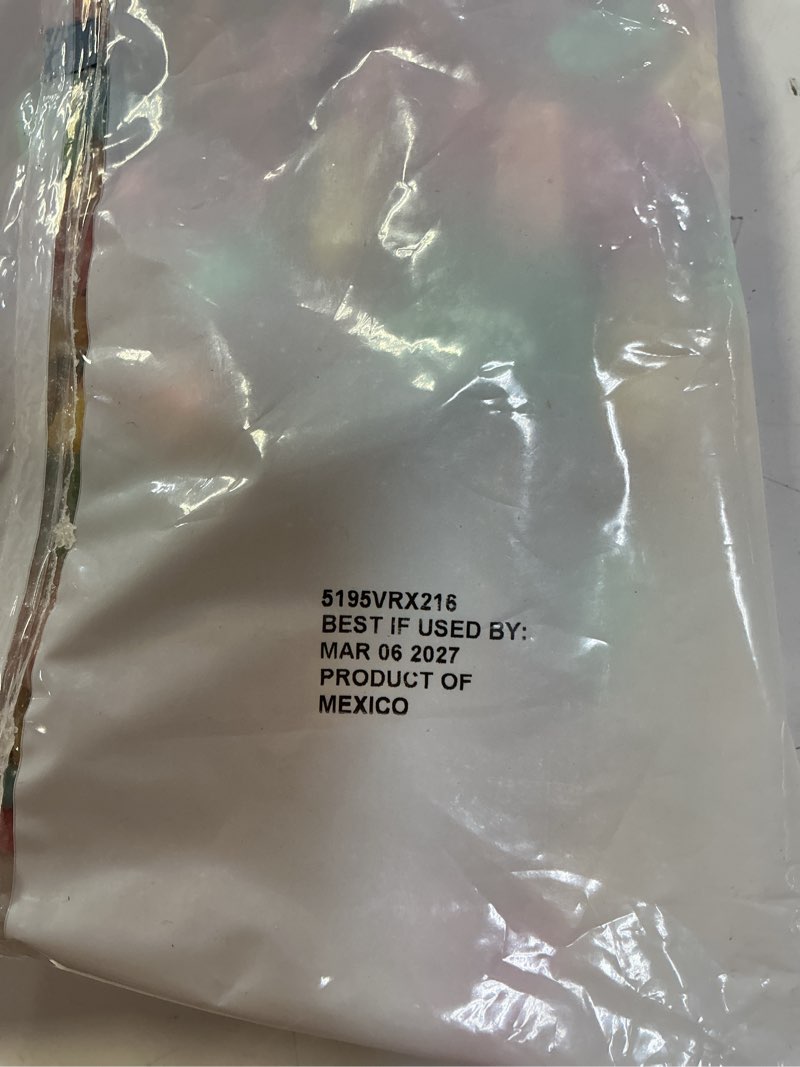 5195VRX216
BEST IF USED BY:
MAR 06 2027
PRODUCT OF
MEXICO